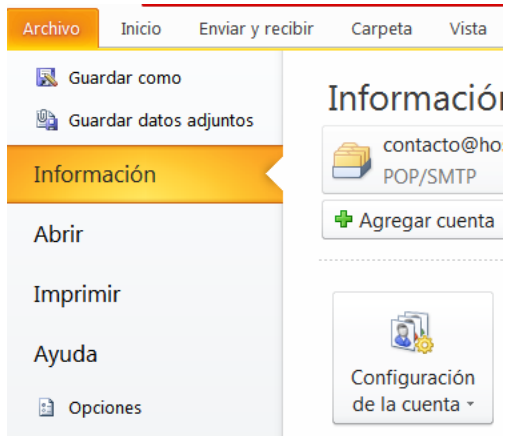 Archivo Inicio Enviar y recibir Carpeta Vista
Guardar como
Guardar datos adjuntos
Información
Abrir
Imprimir
Ayuda
Opciones
Informació
contacto@ho
POP/SMTP
Agregar cuenta
Configuración
de la cuenta